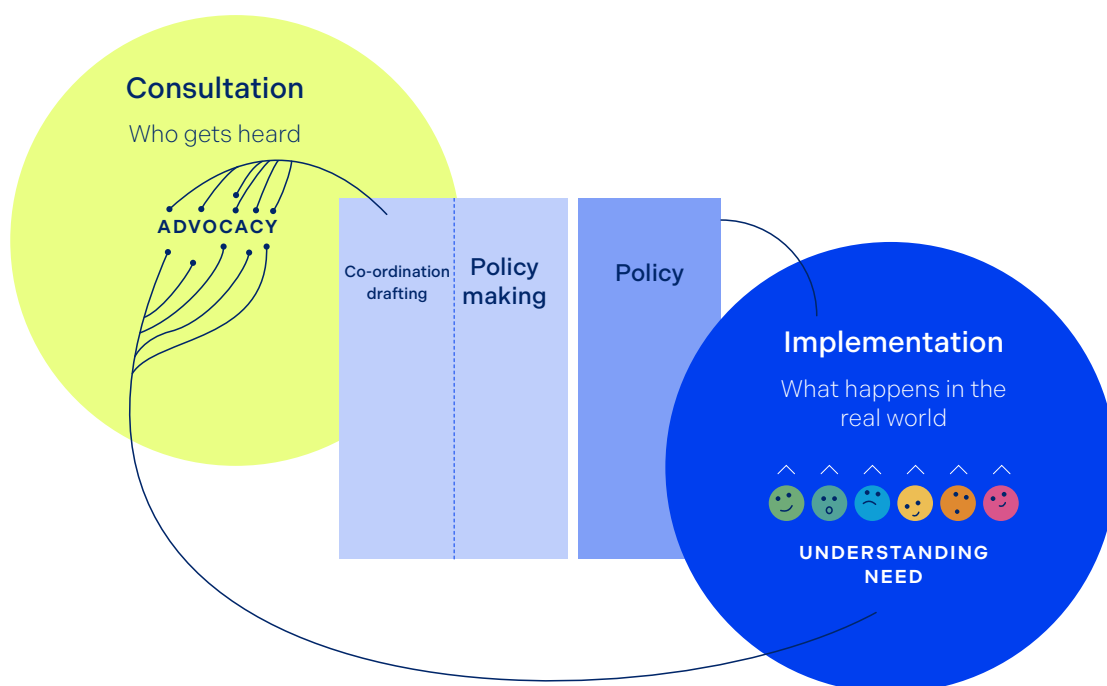 Consultation
Who gets heard
ADVOCACY
Co-ordination
drafting
Policy
making
Policy
Implementation
What happens in the
real world
UNDERSTANDING
NEED